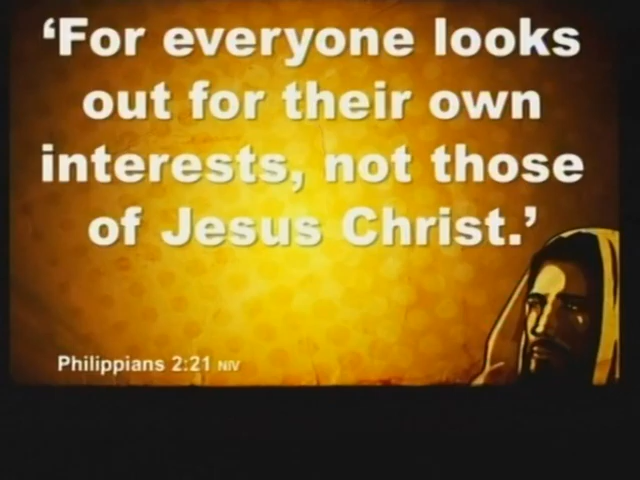 ‘For everyone looks
out for their own
interests, not those
of Jesus Christ.’
Philippians 2:21 NIV